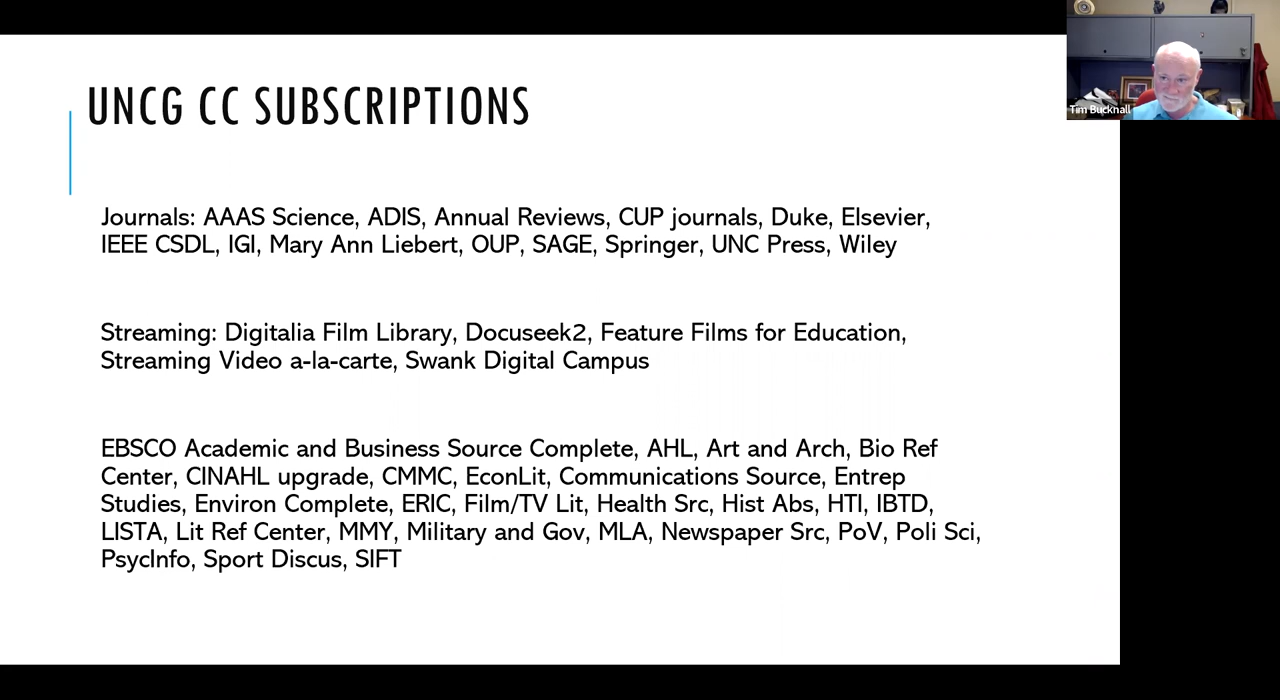 UNCG CC SUBSCRIPTIONS
Tim Bucknall
Journals: AAAS Science, ADIS, Annual Reviews, CUP journals, Duke, Elsevier,
IEEE CSDL, IGI, Mary Ann Liebert, OUP, SAGE, Springer, UNC Press, Wiley
Streaming: Digitalia Film Library, Docuseek2, Feature Films for Education,
Streaming Video a-la-carte, Swank Digital Campus
EBSCO Academic and Business Source Complete, AHL, Art and Arch, Bio Ref
Center, CINAHL upgrade, CMMC, EconLit, Communications Source, Entrep
Studies, Environ Complete, ERIC, Film/TV Lit, Health Src, Hist Abs, HTI, IBTD,
LISTA, Lit Ref Center, MMY, Military and Gov, MLA, Newspaper Src, PoV, Poli Sci,
PsycInfo, Sport Discus, SIFT